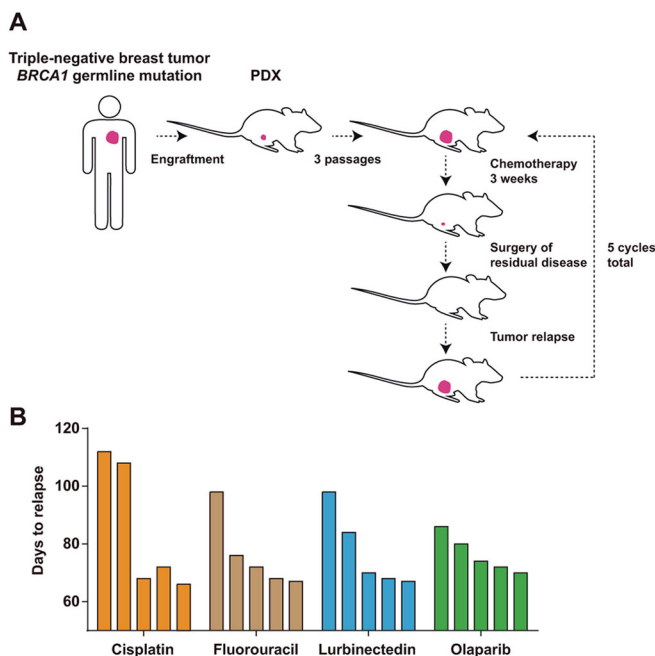 A
Triple-negative breast tumor
BRCA1 germline mutation
PDX
Engraftment
3 passages
Chemotherapy
3 weeks
Surgery of
residual disease
5 cycles
total
Tumor relapse
B
Days to relapse
120
100
80
60
Cisplatin
Fluorouracil
Lurbinectedin
Olaparib